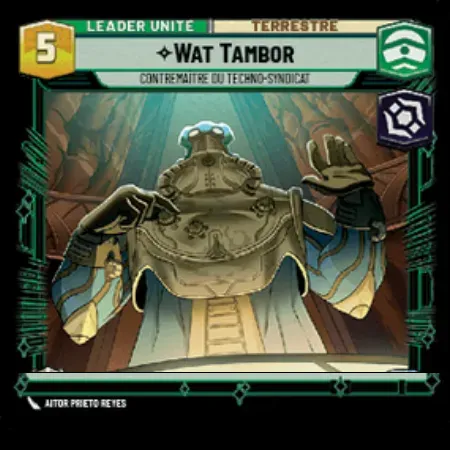 LEADER UNITÉ
TERRESTRE
5
WAT TAMBOR
CONTREMAÎTRE DU TECHNO-SYNDICAT
AITOR PRIETO REYES